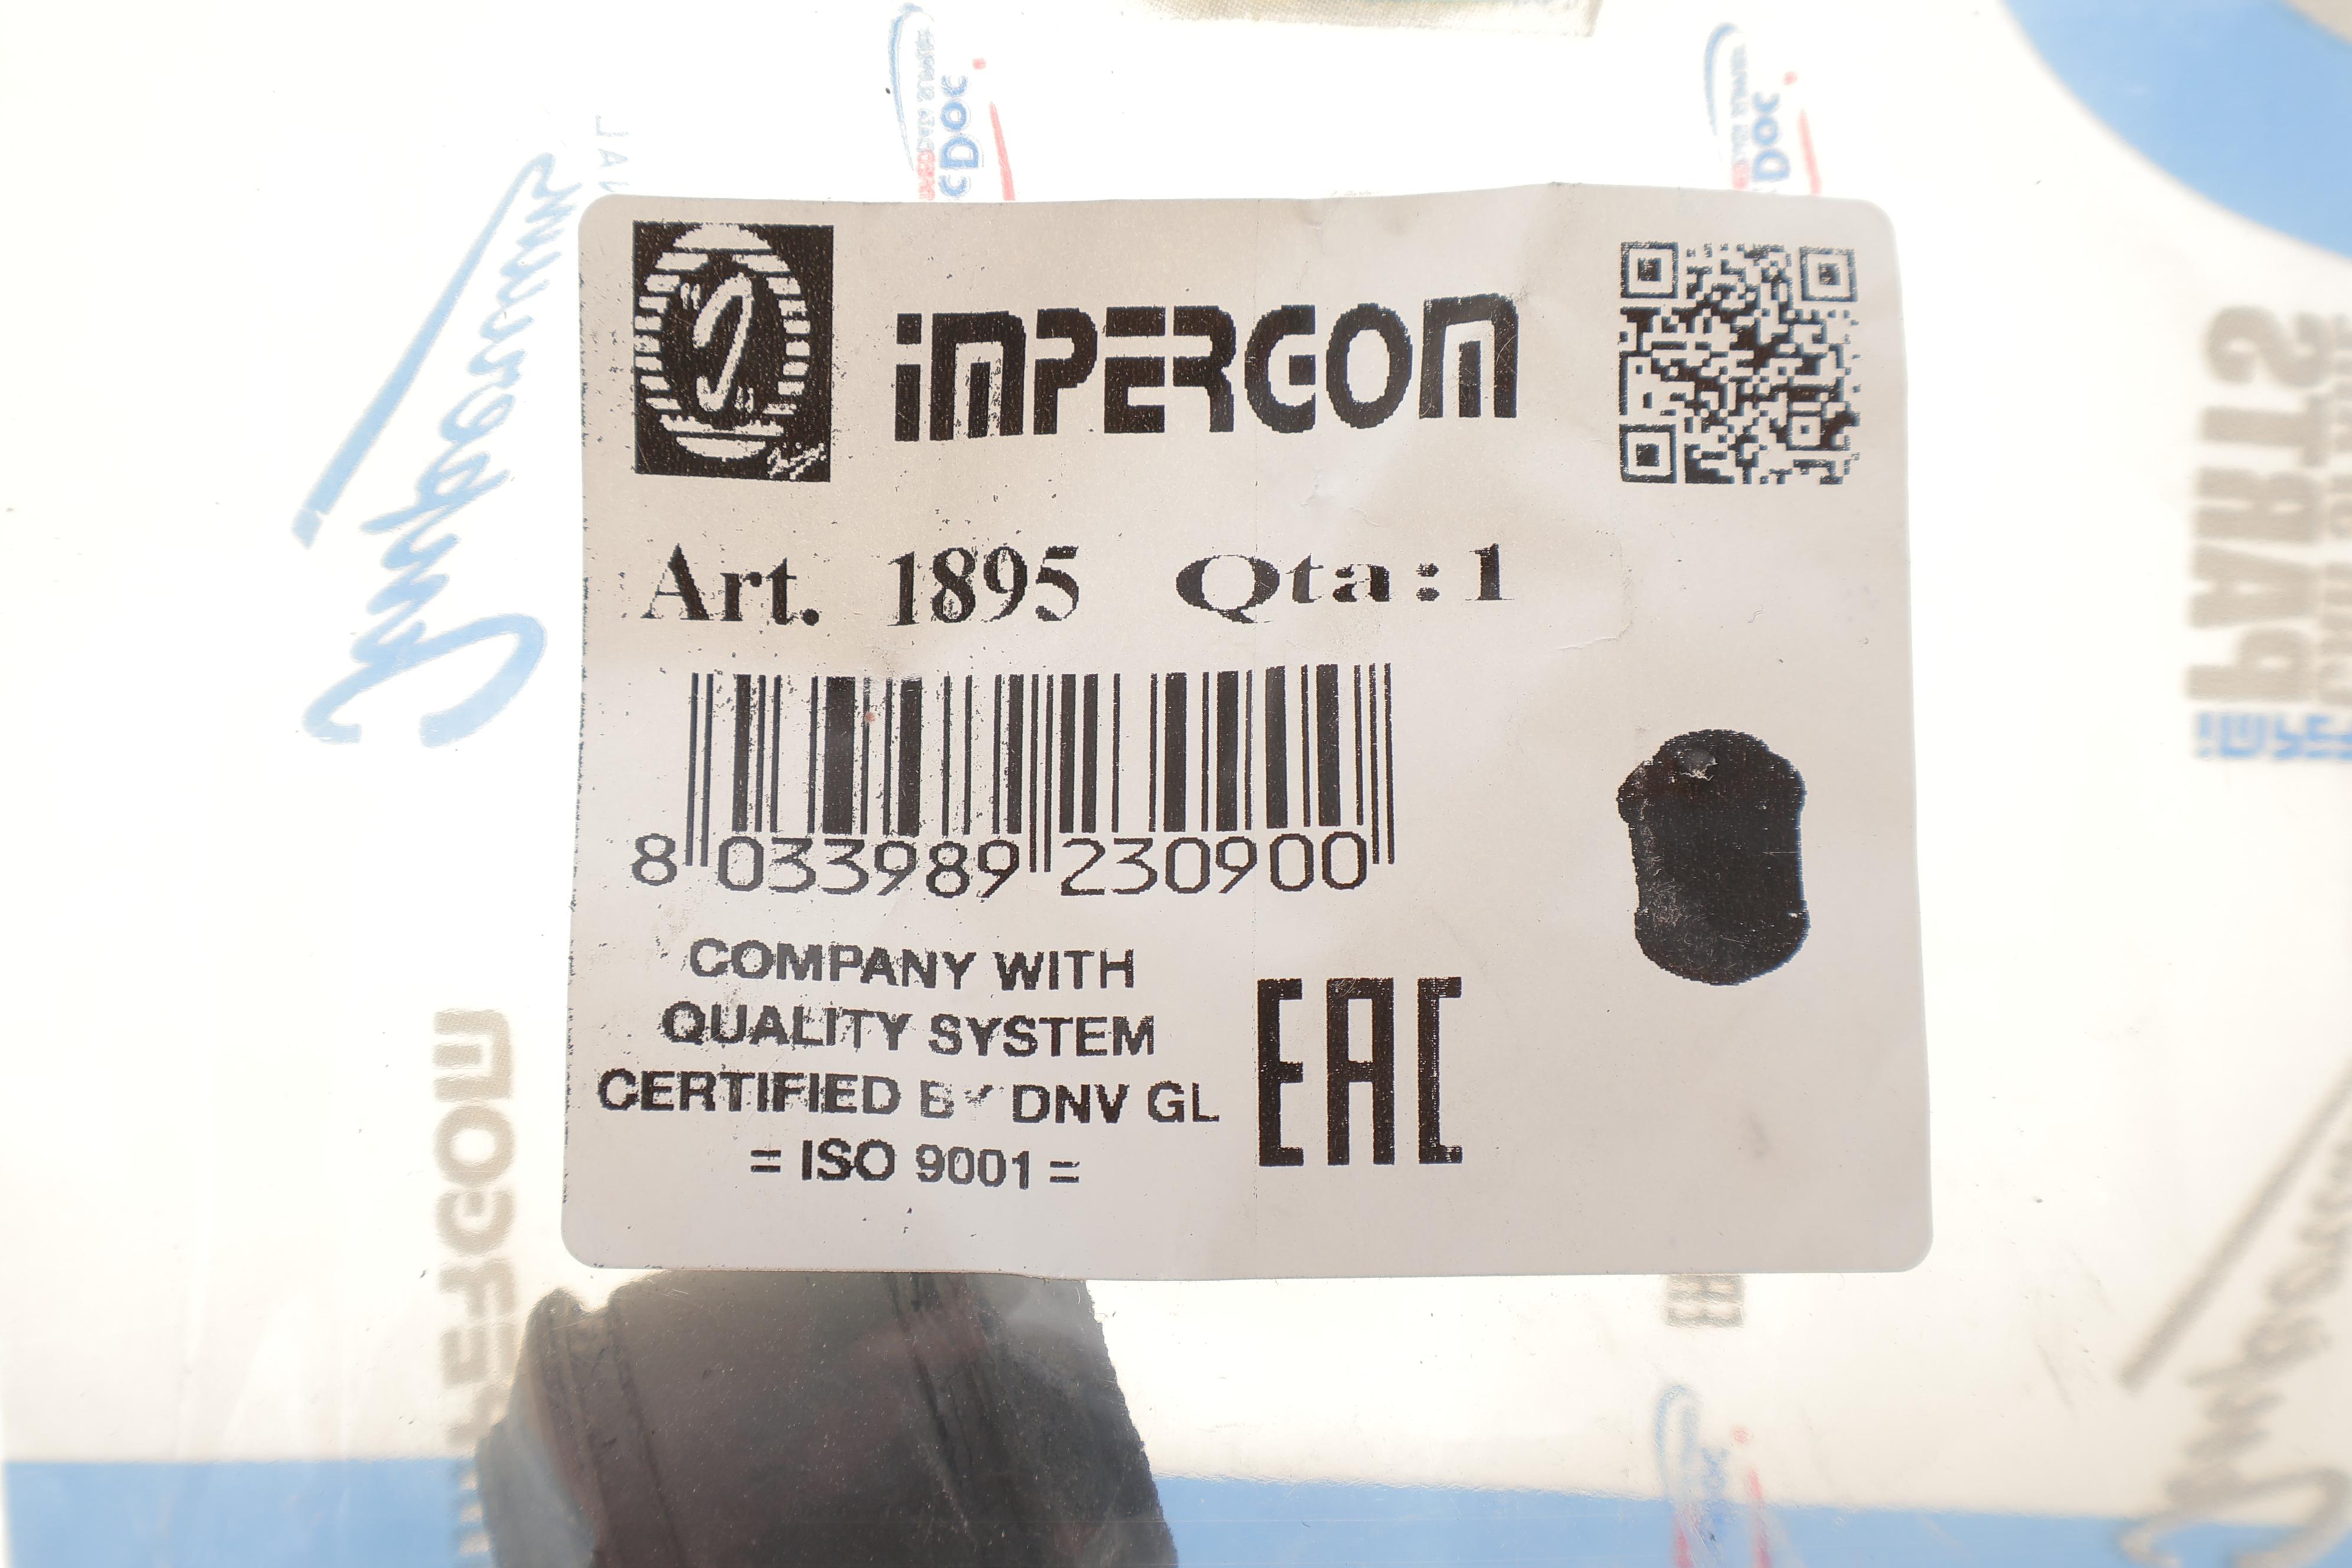 iMPERGOM
Art. 1895 Qta:1
8 033989 230900
COMPANY WITH
QUALITY SYSTEM
CERTIFIED BY DNV GL
= ISO 9001 =
EAC
PARTS